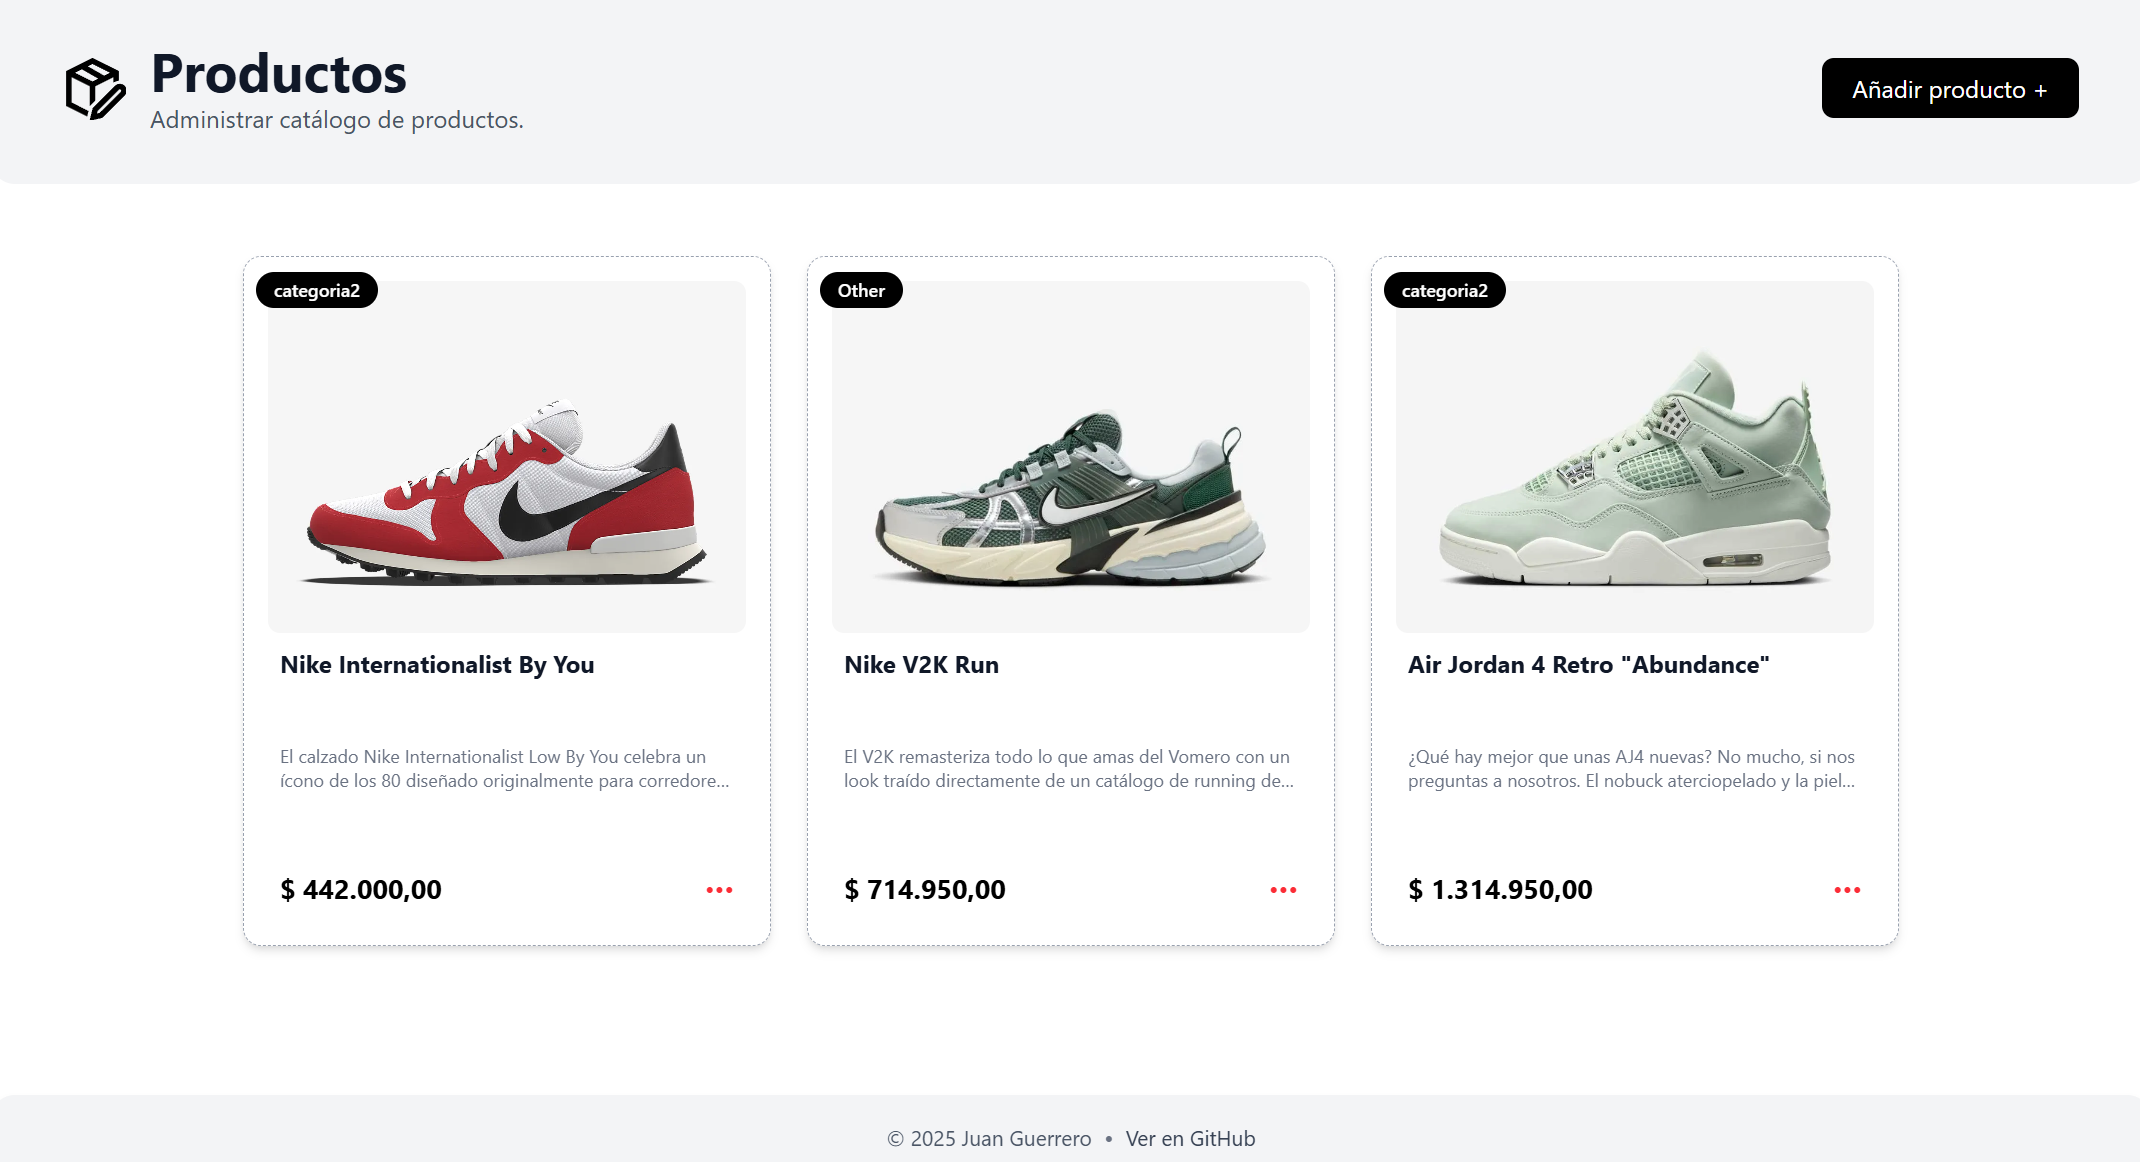 Productos
Administrar catálogo de productos.
Añadir producto +
categoria2
Nike Internationalist By You
El calzado Nike Internationalist Low By You celebra un
ícono de los 80 diseñado originalmente para corredore...
$ 442.000,00
Other
Nike V2K Run
El V2K remasteriza todo lo que amas del Vomero con un
look traído directamente de un catálogo de running de...
$ 714.950,00
categoria2
Air Jordan 4 Retro "Abundance"
¿Qué hay mejor que unas AJ4 nuevas? No mucho, si nos
preguntas a nosotros. El nobuck aterciopelado y la piel...
$ 1.314.950,00
© 2025 Juan Guerrero • Ver en GitHub